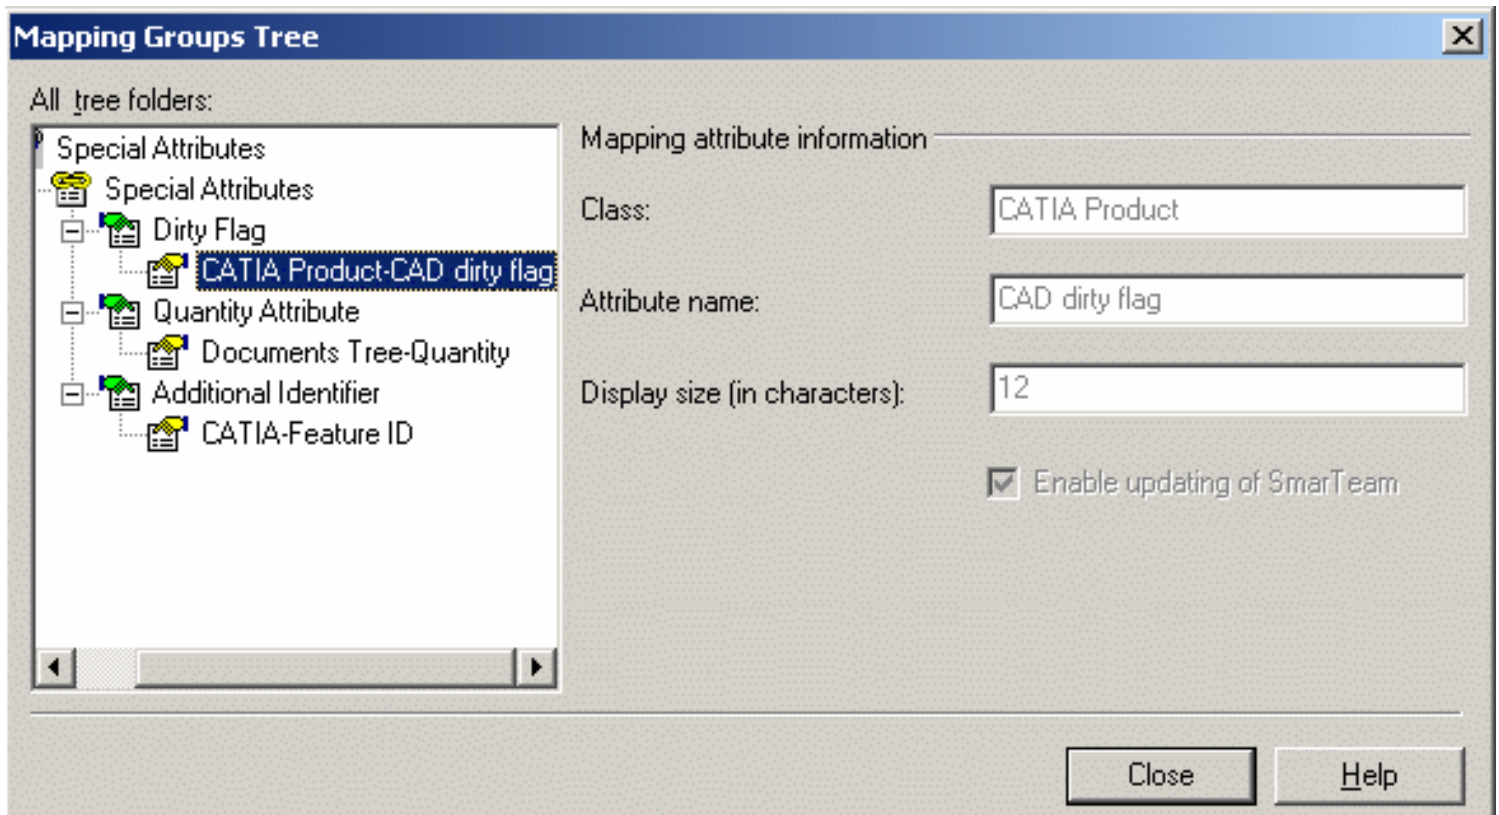 Mapping Groups Tree
All tree folders:
Special Attributes
Special Attributes
Dirty Flag
CATIA Product-CAD dirty flag
Quantity Attribute
Documents Tree-Quantity
Additional Identifier
CATIA-Feature ID
Mapping attribute information
Class:
CATIA Product
Attribute name:
CAD dirty flag
Display size (in characters):
12
Enable updating of SmarTeam
Close
Help